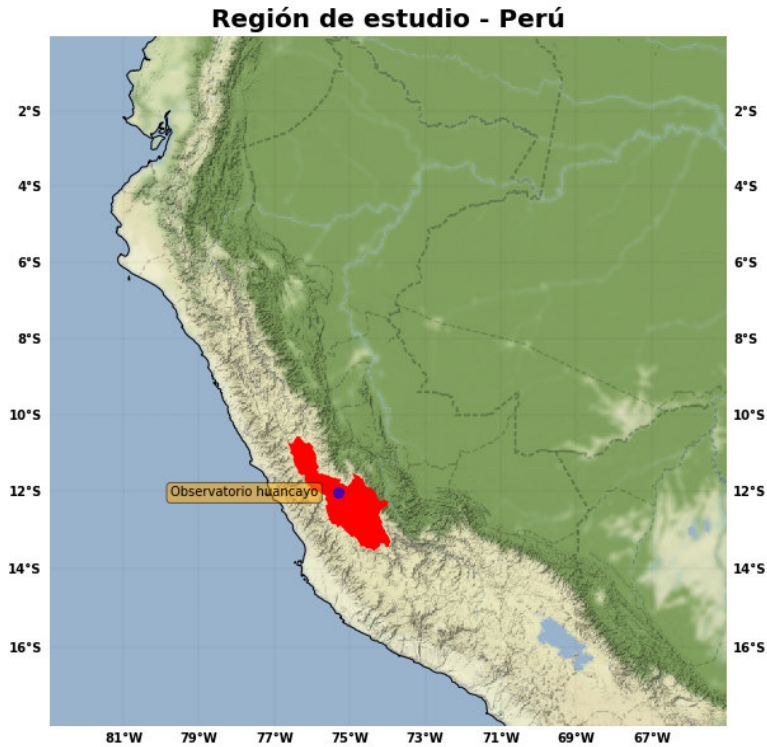 Región de estudio - Perú
2°S 2°S
4°S 4°S
6°S 6°S
8°S 8°S
10°S 10°S
Observatorio huancayo
12°S 12°S
14°S 14°S
16°S 16°S
81°W 79°W 77°W 75°W 73°W 71°W 69°W 67°W